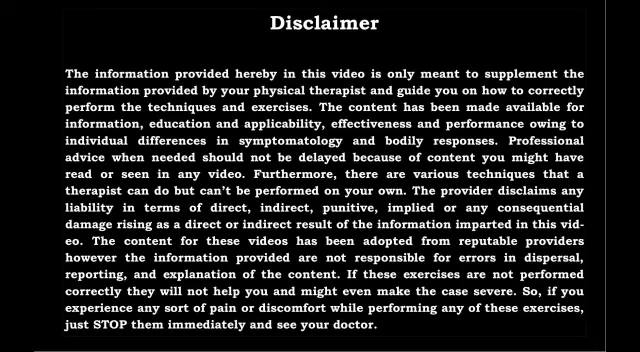 Disclaimer
The information provided hereby in this video is only meant to supplement the
information provided by your physical therapist and guide you on how to correctly
perform the techniques and exercises. The content has been made available for
information, education and applicability, effectiveness and performance owing to
individual differences in symptomatology and bodily responses. Professional
advice when needed should not be delayed because of content you might have
read or seen in any video. Furthermore, there are various techniques that a
therapist can do but can't be performed on your own. The provider disclaims any
liability in terms of direct, indirect, punitive, implied or any consequential
damage rising as a direct or indirect result of the information imparted in this vid-
eo. The content for these videos has been adopted from reputable providers
however the information provided are not responsible for errors in dispersal,
reporting, and explanation of the content. If these exercises are not performed
correctly they will not help you and might even make the case severe. So, if you
experience any sort of pain or discomfort while performing any of these exercises,
just STOP them immediately and see your doctor.